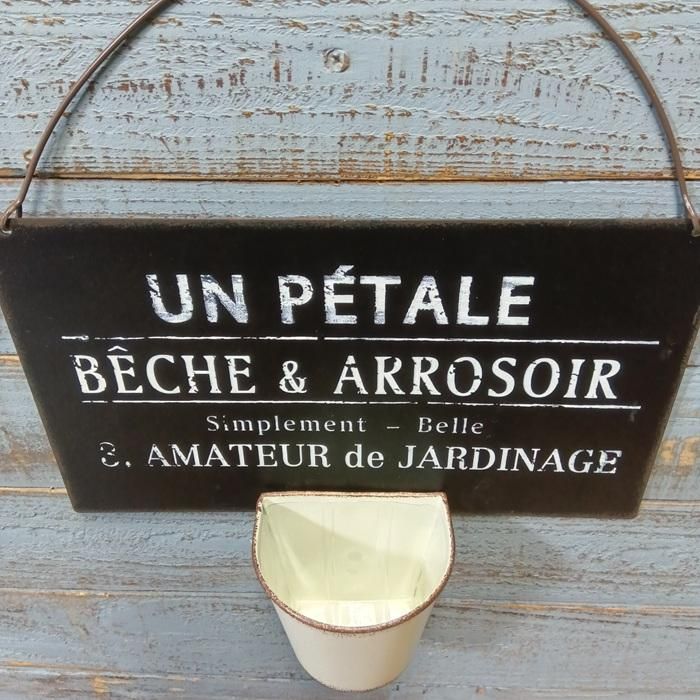 UN PÉTALE
BÊCHE & ARROSOIR
Simplement – Belle
3, AMATEUR de JARDINAGE